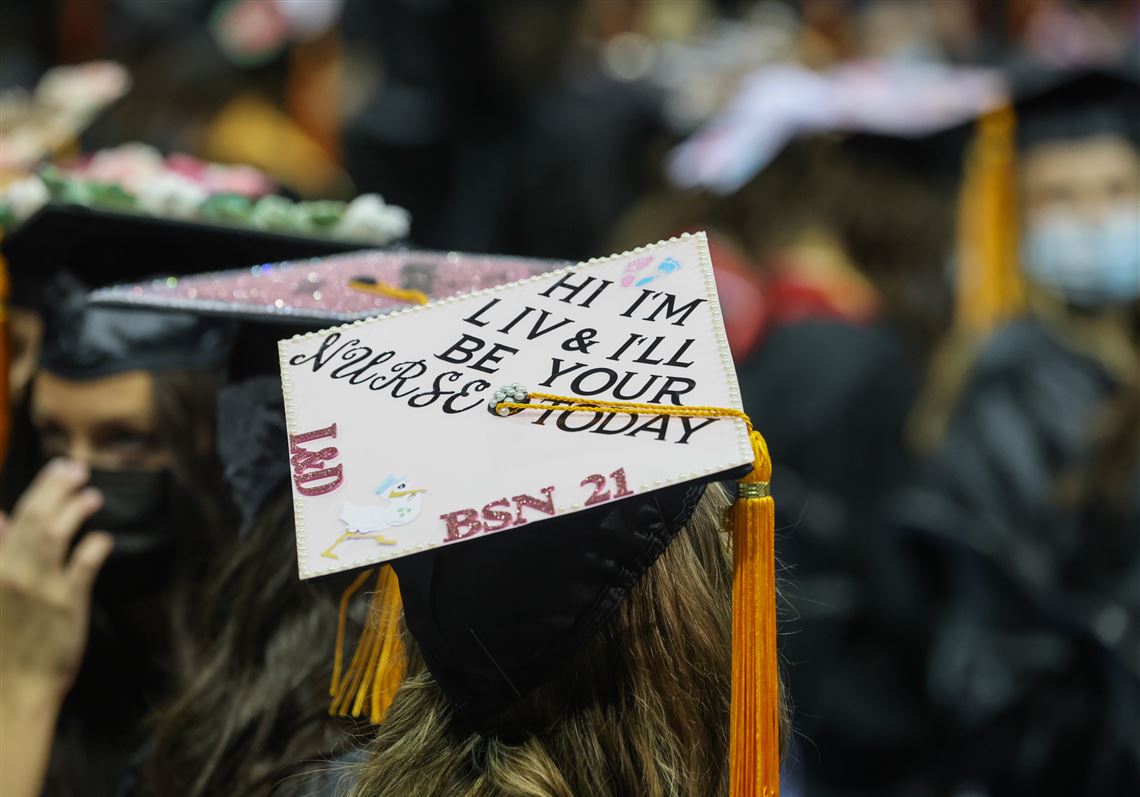 HI I'M
LIV & I'LL
BE YOUR
NURSE TODAY
L&D
BSN 21